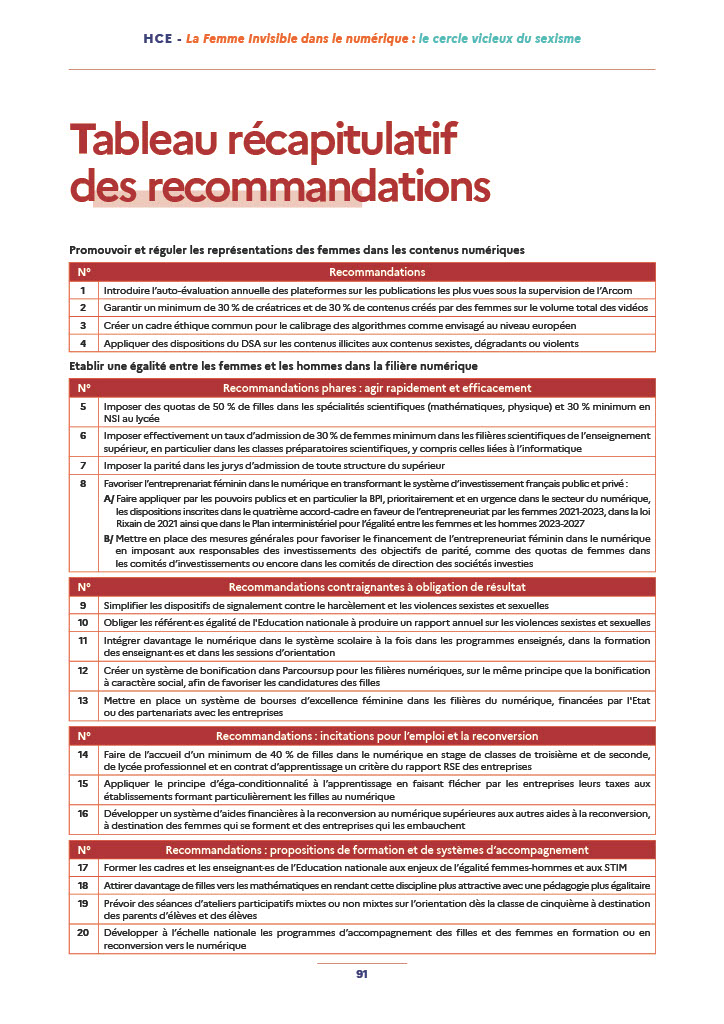 HCE - La Femme Invisible dans le numérique : le cercle vicieux du sexisme
Tableau récapitulatif
des recommandations
Promouvoir et réguler les représentations des femmes dans les contenus numériques
N° Recommandations
1 Introduire l'auto-évaluation annuelle des plateformes sur les publications les plus vues sous la supervision de l'Arcom
2 Garantir un minimum de 30 % de créatrices et de 30 % de contenus créés par des femmes sur le volume total des vidéos
3 Créer un cadre éthique commun pour le calibrage des algorithmes comme envisagé au niveau européen
4 Appliquer des dispositions du DSA sur les contenus illicites aux contenus sexistes, dégradants ou violents
Etablir une égalité entre les femmes et les hommes dans la filière numérique
N° Recommandations phares : agir rapidement et efficacement
5 Imposer des quotas de 50 % de filles dans les spécialités scientifiques (mathématiques, physique) et 30 % minimum en
NSI au lycée
6 Imposer effectivement un taux d'admission de 30 % de femmes minimum dans les filières scientifiques de l'enseignement
supérieur, en particulier dans les classes préparatoires scientifiques, y compris celles liées à l'informatique
7 Imposer la parité dans les jurys d'admission de toute structure du supérieur
8 Favoriser l'entreprenariat féminin dans le numérique en transformant le système d'investissement français public et privé :
A/ Faire appliquer par les pouvoirs publics et en particulier la BPI, prioritairement et en urgence dans le secteur du numérique,
les dispositions inscrites dans le quatrième accord-cadre en faveur de l'entrepreneuriat par les femmes 2021-2023, dans la loi
Rixain de 2021 ainsi que dans le Plan interministériel pour l'égalité entre les femmes et les hommes 2023-2027
B/ Mettre en place des mesures générales pour favoriser le financement de l'entrepreneuriat féminin dans le numérique
en imposant aux responsables des investissements des objectifs de parité, comme des quotas de femmes dans
les comités d'investissements ou encore dans les comités de direction des sociétés investies
N° Recommandations contraignantes à obligation de résultat
9 Simplifier les dispositifs de signalement contre le harcèlement et les violences sexistes et sexuelles
10 Obliger les référent·es égalité de l'Education nationale à produire un rapport annuel sur les violences sexistes et sexuelles
11 Intégrer davantage le numérique dans le système scolaire à la fois dans les programmes enseignés, dans la formation
des enseignant·es et dans les sessions d'orientation
12 Créer un système de bonification dans Parcoursup pour les filières numériques, sur le même principe que la bonification
à caractère social, afin de favoriser les candidatures des filles
13 Mettre en place un système de bourses d'excellence féminine dans les filières du numérique, financées par l'Etat
ou des partenariats avec les entreprises
N° Recommandations : incitations pour l'emploi et la reconversion
14 Faire de l'accueil d'un minimum de 40 % de filles dans le numérique en stage de classes de troisième et de seconde,
de lycée professionnel et en contrat d'apprentissage un critère du rapport RSE des entreprises
15 Appliquer le principe d'éga-conditionnalité à l'apprentissage en faisant flécher par les entreprises leurs taxes aux
établissements formant particulièrement les filles au numérique
16 Développer un système d'aides financières à la reconversion au numérique supérieures aux autres aides à la reconversion,
à destination des femmes qui se forment et des entreprises qui les embauchent
N° Recommandations : propositions de formation et de systèmes d'accompagnement
17 Former les cadres et les enseignant·es de l'Education nationale aux enjeux de l'égalité femmes-hommes et aux STIM
18 Attirer davantage de filles vers les mathématiques en rendant cette discipline plus attractive avec une pédagogie plus égalitaire
19 Prévoir des séances d'ateliers participatifs mixtes ou non mixtes sur l'orientation dès la classe de cinquième à destination
des parents d'élèves et des élèves
20 Développer à l'échelle nationale les programmes d'accompagnement des filles et des femmes en formation ou en
reconversion vers le numérique
91